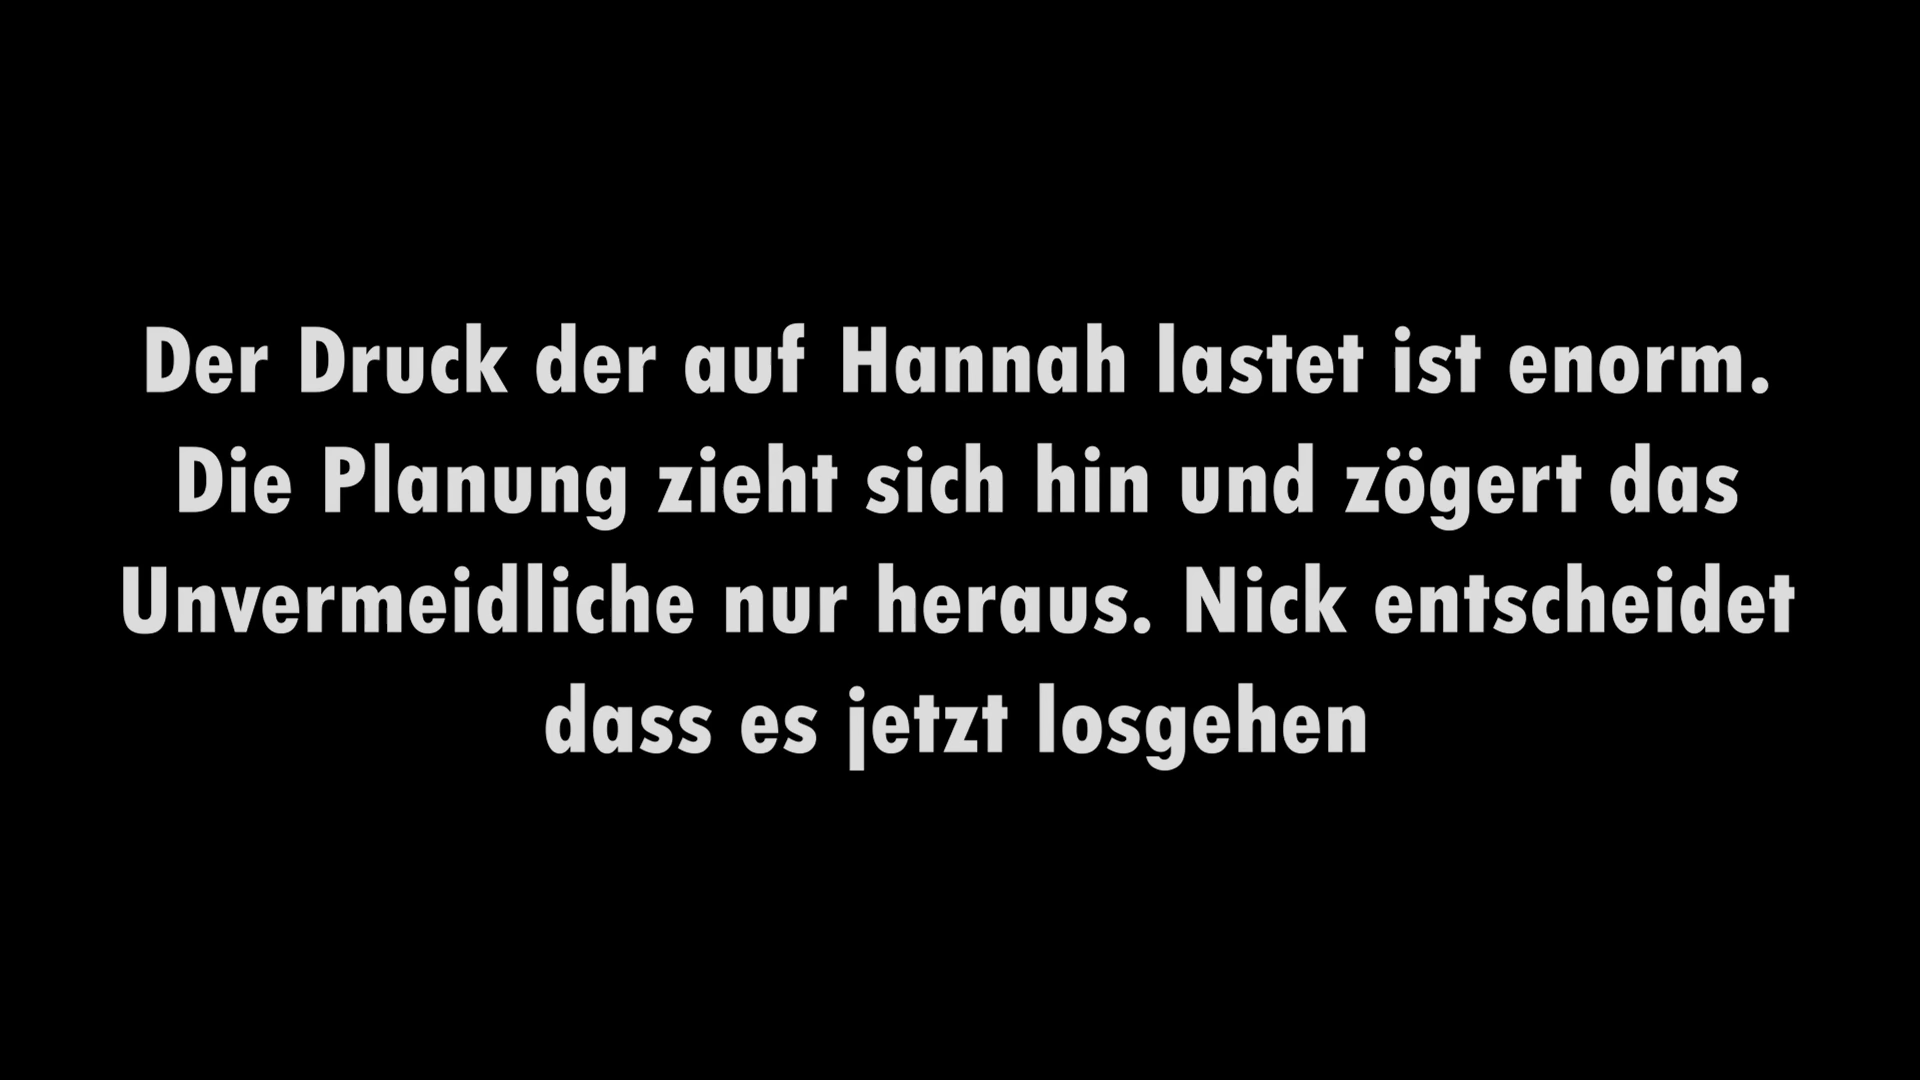 Der Druck der auf Hannah lastet ist enorm.
Die Planung zieht sich hin und zögert das
Unvermeidliche nur heraus. Nick entscheidet
dass es jetzt losgehen